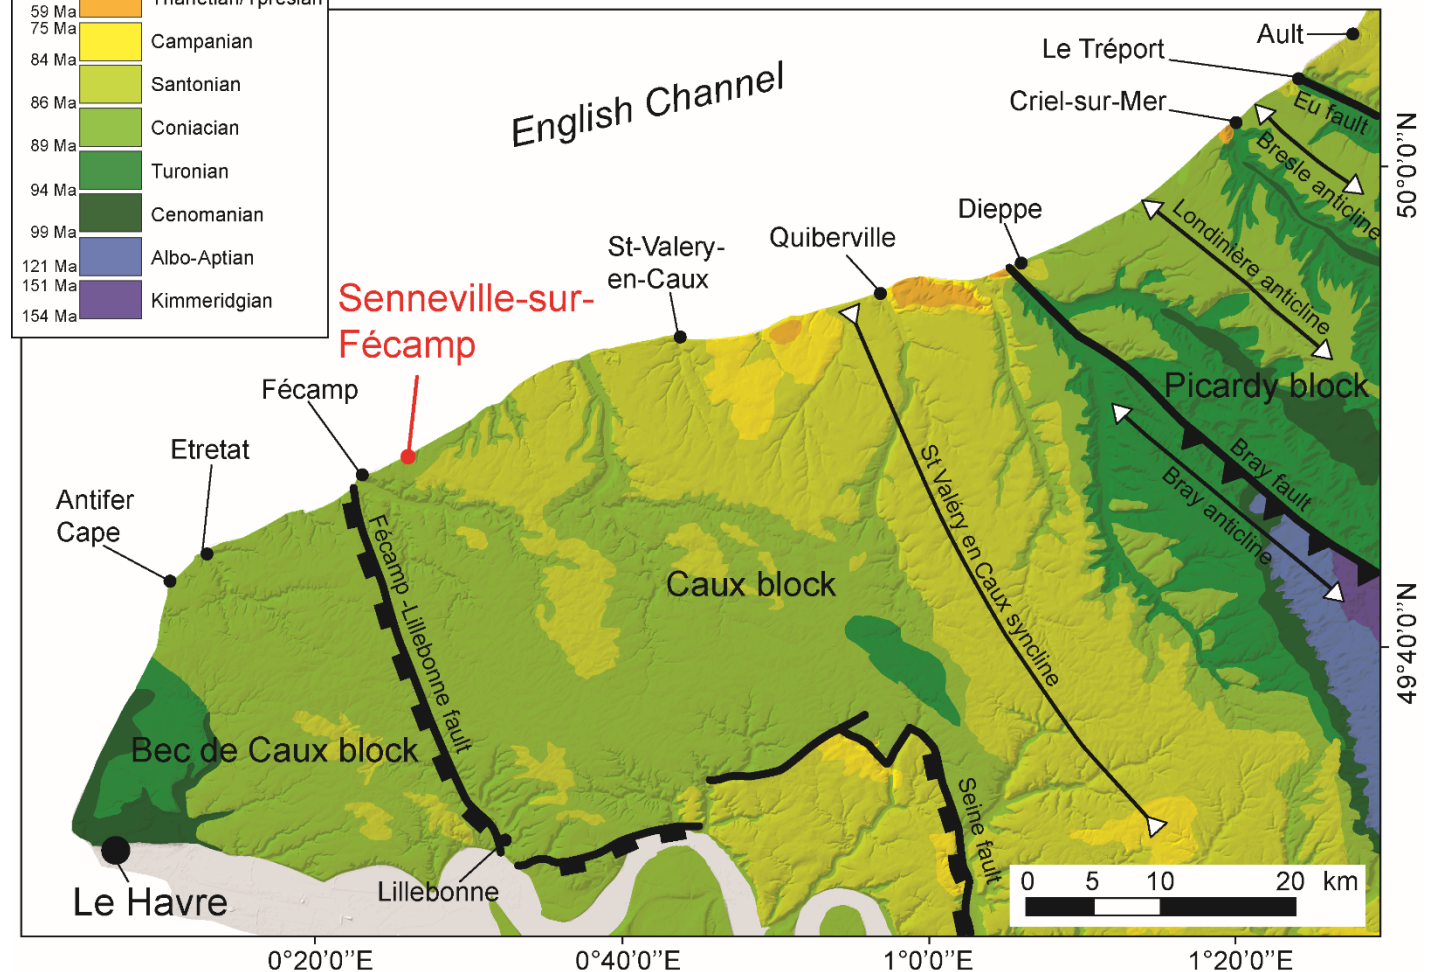 Thanetian/Ypresian
59 Ma
75 Ma
Campanian
84 Ma
Santonian
86 Ma
Coniacian
89 Ma
Turonian
94 Ma
Cenomanian
99 Ma
Albo-Aptian
121 Ma
151 Ma
Kimmeridgian
154 Ma
English Channel
Ault
Le Tréport
Criel-sur-Mer
Eu fault
Bresle anticline
Londinière anticline
Dieppe
Quiberville
St-Valery-
en-Caux
Senneville-sur-
Fécamp
Fécamp
Etretat
Antifer
Cape
Picardy block
Bray fault
Bray anticline
St Valéry en Caux syncline
Caux block
Fécamp -Lillebonne fault
Bec de Caux block
Seine fault
Lillebonne
Le Havre
0 5 10 20 km
50°0'0"N
49°40'0"N
0°20'0"E 0°40'0"E 1°0'0"E 1°20'0"E